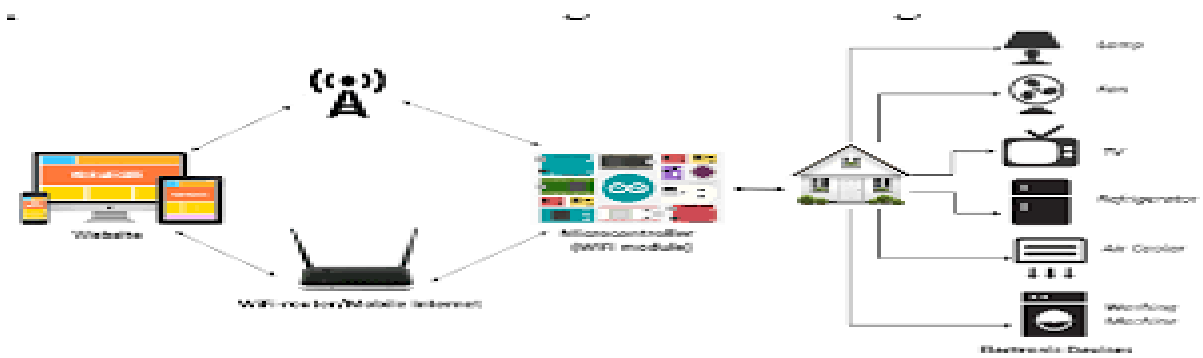 Lamp
Fan
TV
Refrigerator
Website
Microcontroller
(WIFI module)
Air Cooler
WiFi-router/Mobile Internet
Washing
Machine
Electronic Devices